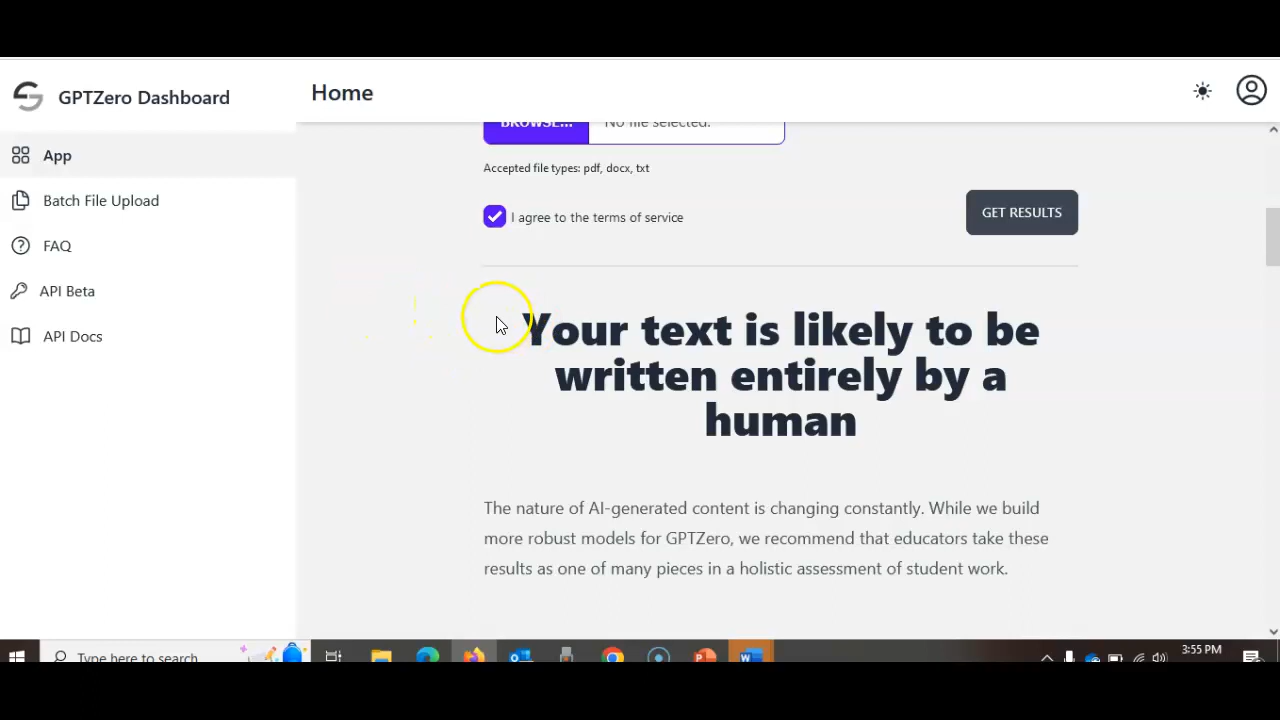 GPTZero Dashboard
Home
App
Batch File Upload
FAQ
API Beta
API Docs
BROWSE... No file selected.
Accepted file types: pdf, docx, txt
I agree to the terms of service
GET RESULTS
Your text is likely to be
written entirely by a
human
The nature of AI-generated content is changing constantly. While we build
more robust models for GPTZero, we recommend that educators take these
results as one of many pieces in a holistic assessment of student work.
Type here to search
3:55 PM